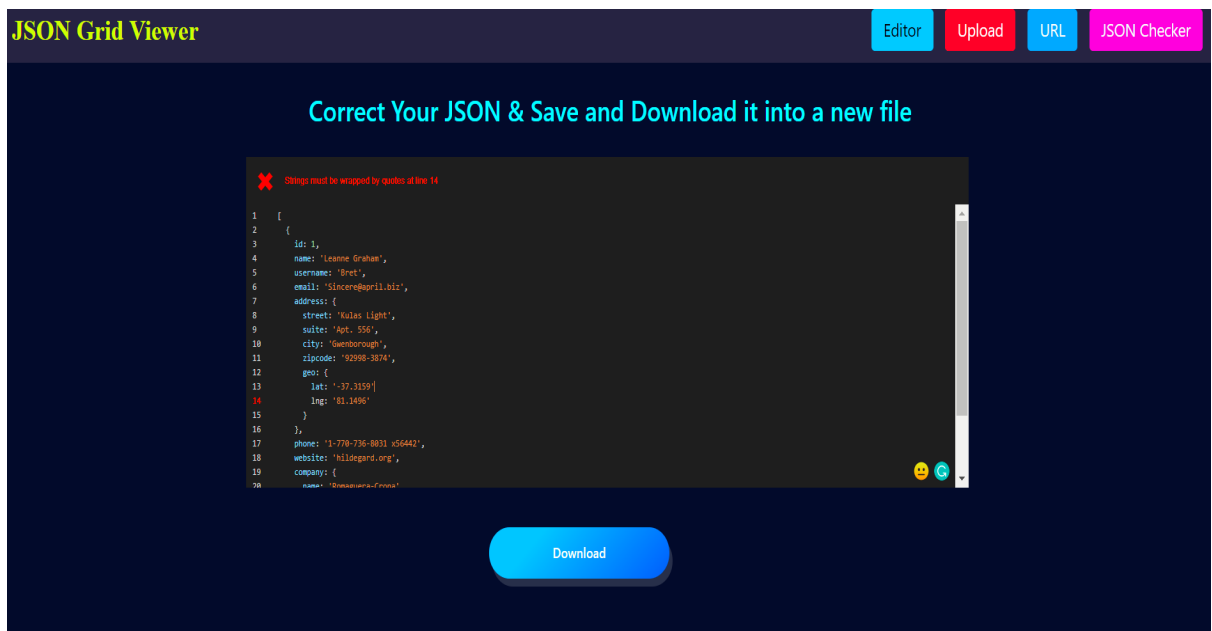 JSON Grid Viewer
Editor Upload URL JSON Checker
Correct Your JSON & Save and Download it into a new file
Strings must be wrapped by quotes at line 14
1 [
2 {
3 id: 1,
4 name: 'Leanne Graham',
5 username: 'Bret',
6 email: 'Sincere@april.biz',
7 address: {
8 street: 'Kulas Light',
9 suite: 'Apt. 556',
10 city: 'Gwenborough',
11 zipcode: '92998-3874',
12 geo: {
13 lat: '-37.3159'
14 lng: '81.1496'
15 }
16 },
17 phone: '1-770-736-8031 x56442',
18 website: 'hildegard.org',
19 company: {
20 name: 'Romaguera-Crona'
Download